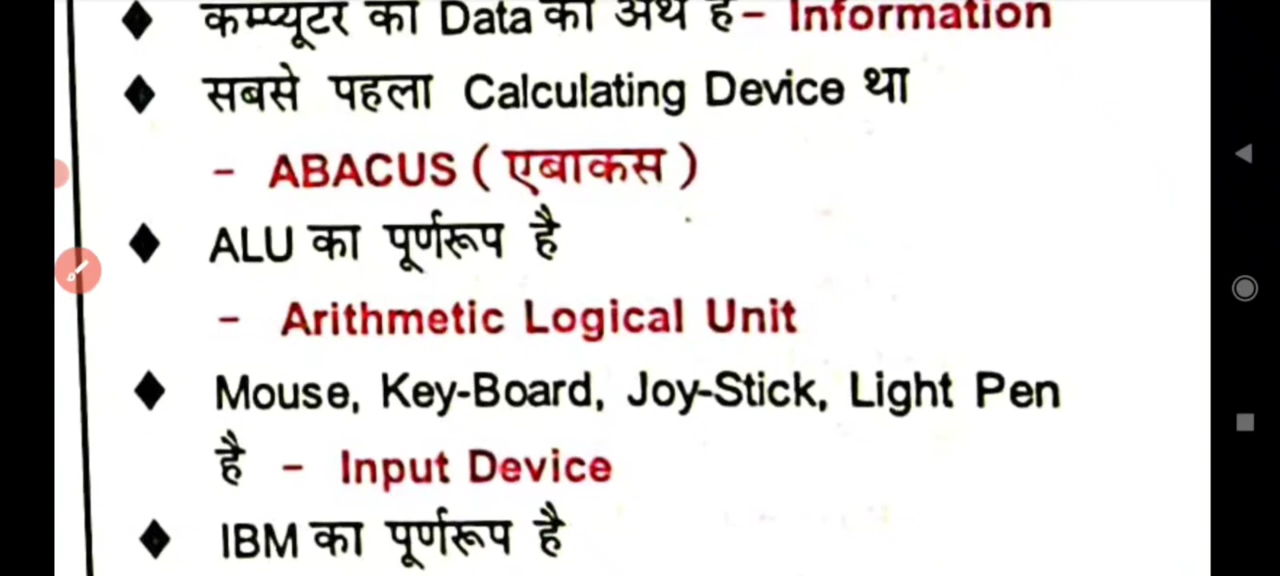 कम्प्यूटर का Data का अर्थ है- Information
सबसे पहला Calculating Device था
- ABACUS ( एबाकस )
ALU का पूर्णरूप है
- Arithmetic Logical Unit
Mouse, Key-Board, Joy-Stick, Light Pen
है - Input Device
IBM का पूर्णरूप है